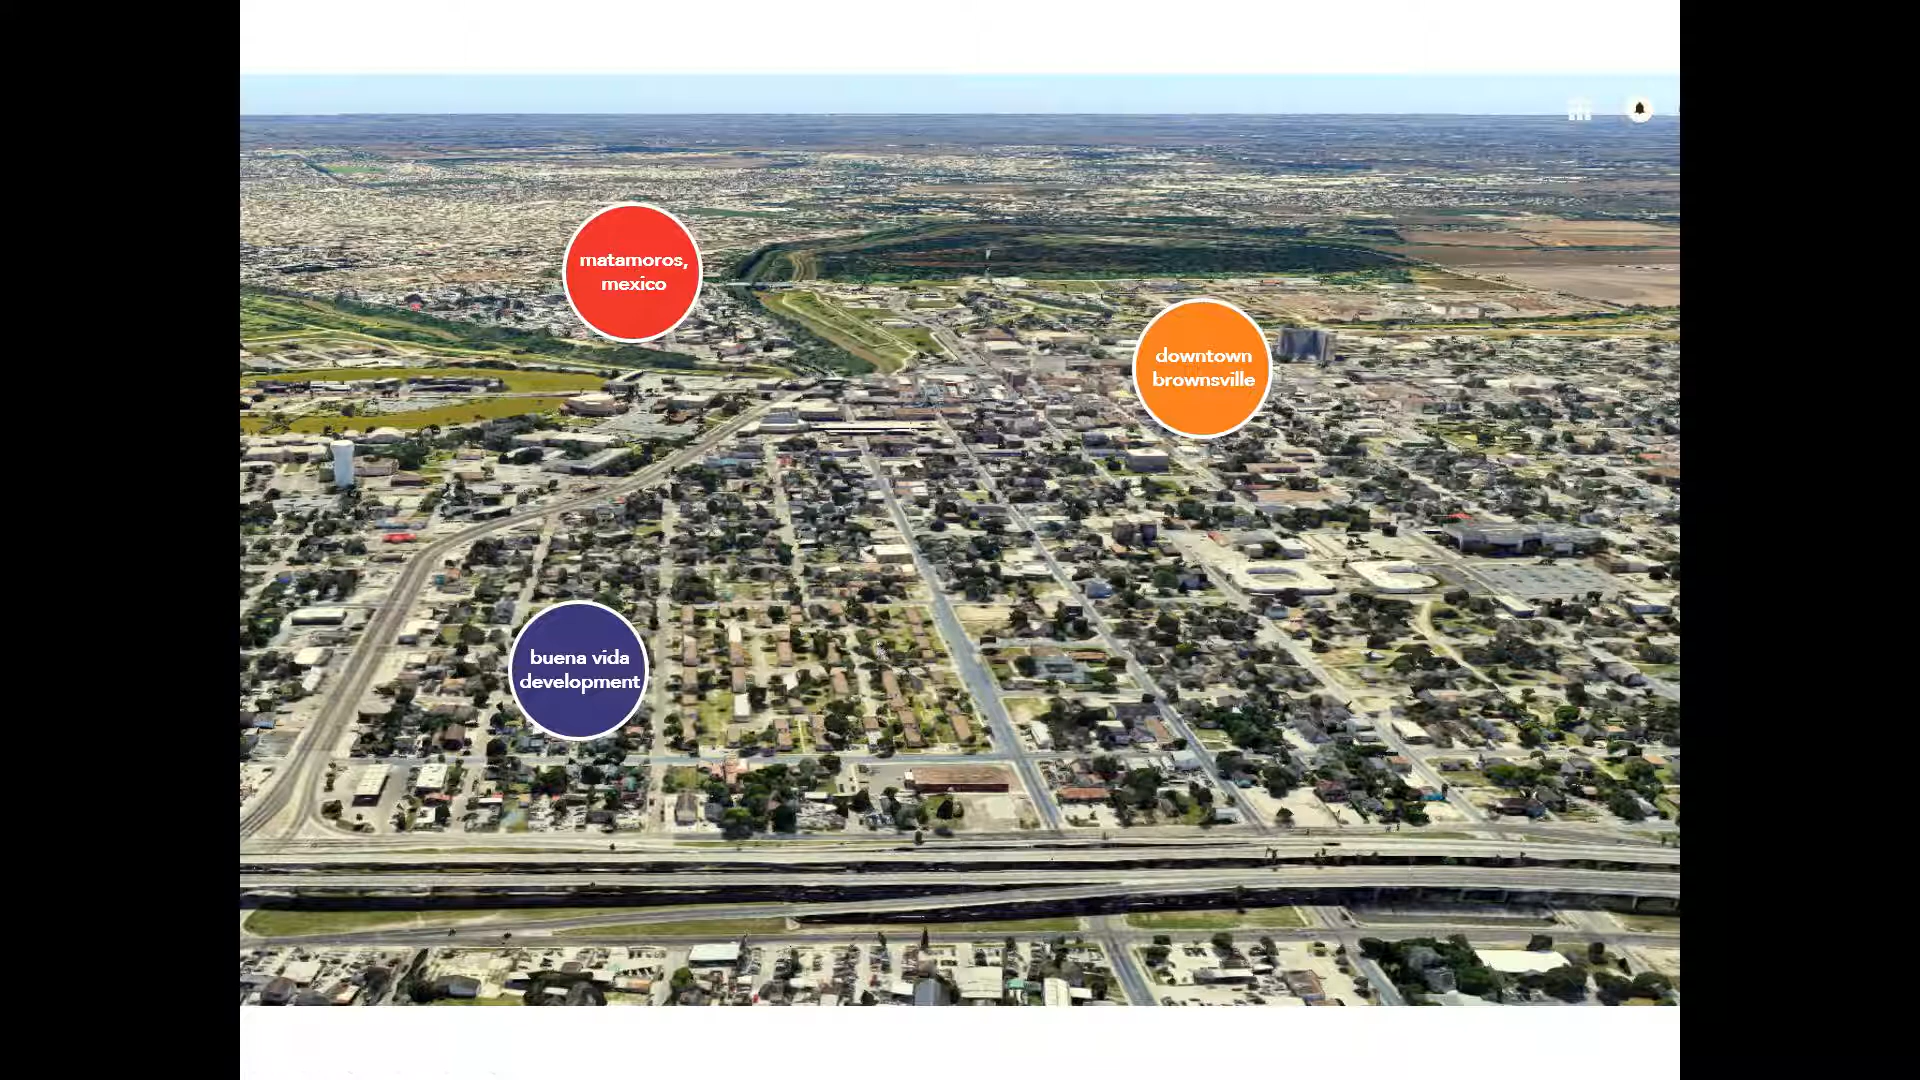 matamoros,
mexico
downtown
brownsville
buena vida
development